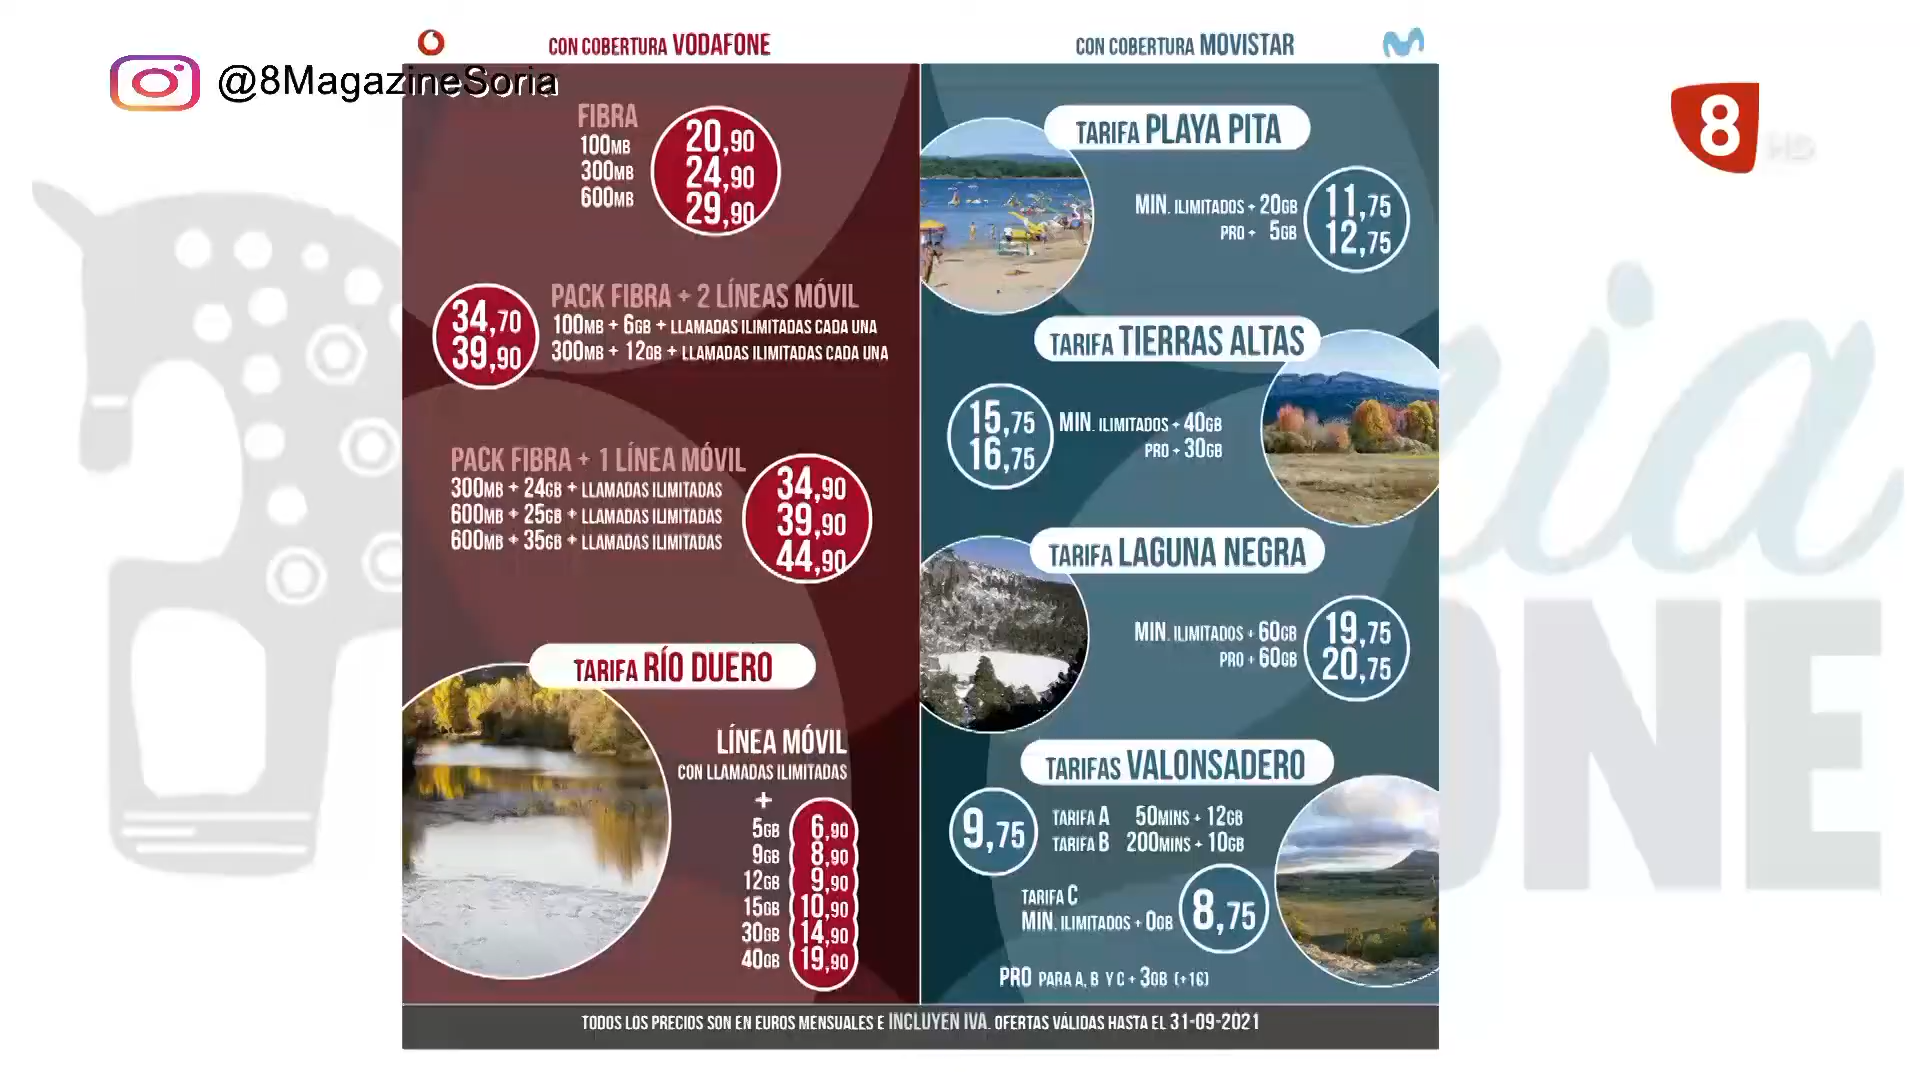 @8MagazineSoria
8
HD
CON COBERTURA VODAFONE
FIBRA
100MB 20,90
300MB 24,90
600MB 29,90
PACK FIBRA + 2 LÍNEAS MÓVIL
34,70 100MB + 6GB + LLAMADAS ILIMITADAS CADA UNA
39,90 300MB + 12GB + LLAMADAS ILIMITADAS CADA UNA
PACK FIBRA + 1 LÍNEA MÓVIL
300MB + 24GB + LLAMADAS ILIMITADAS 34,90
600MB + 25GB + LLAMADAS ILIMITADAS 39,90
600MB + 35GB + LLAMADAS ILIMITADAS 44,90
TARIFA RÍO DUERO
LÍNEA MÓVIL
CON LLAMADAS ILIMITADAS
+
5GB 6,90
9GB 8,90
12GB 9,90
15GB 10,90
30GB 14,90
40GB 19,90
CON COBERTURA MOVISTAR
TARIFA PLAYA PITA
MIN. ILIMITADOS + 20GB 11,75
PRO + 5GB 12,75
TARIFA TIERRAS ALTAS
15,75 MIN. ILIMITADOS + 40GB
16,75 PRO + 30GB
TARIFA LAGUNA NEGRA
MIN. ILIMITADOS + 60GB 19,75
PRO + 60GB 20,75
TARIFAS VALONSADERO
9,75
TARIFA A 50MINS + 12GB
TARIFA B 200MINS + 10GB
TARIFA C
MIN. ILIMITADOS + 0GB 8,75
PRO PARA A, B Y C + 3GB (+1€)
TODOS LOS PRECIOS SON EN EUROS MENSUALES E INCLUYEN IVA. OFERTAS VÁLIDAS HASTA EL 31-09-2021